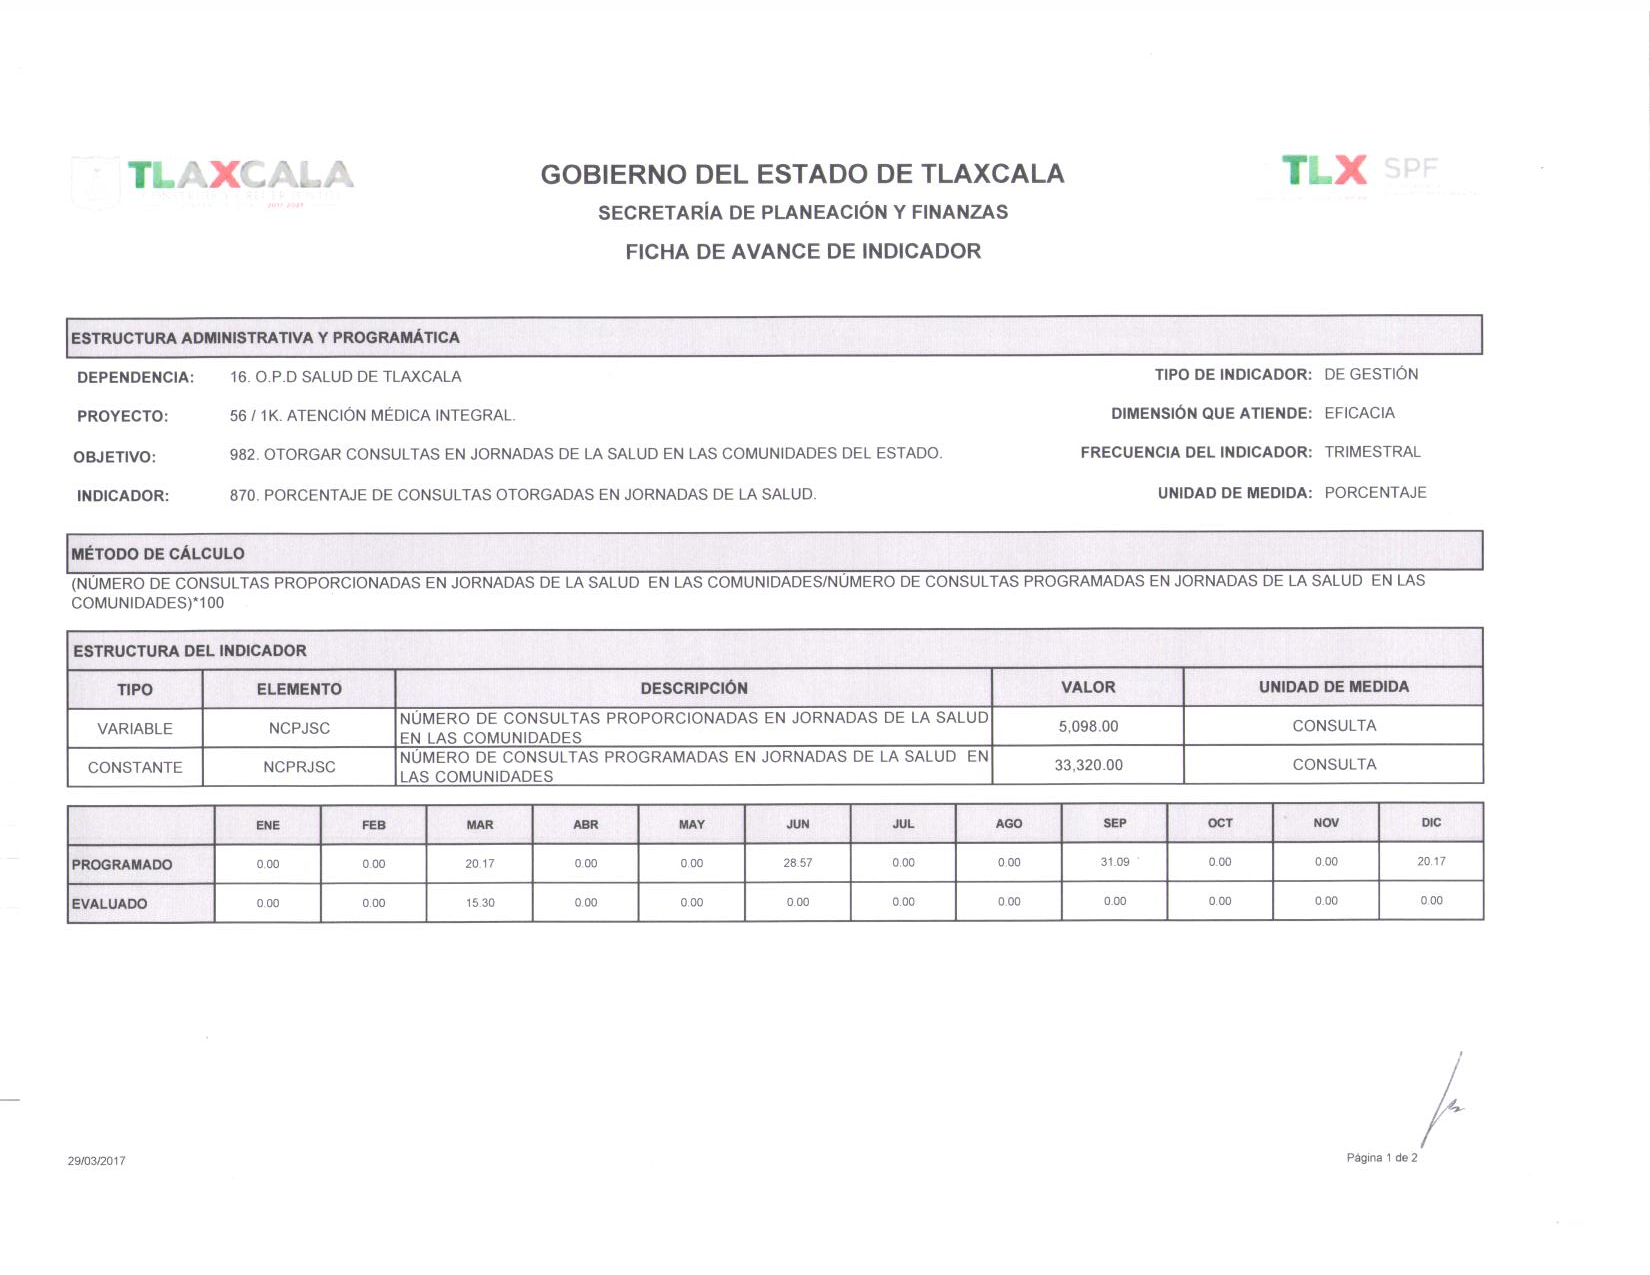 TLAXCALA
GOBIERNO DEL ESTADO DE TLAXCALA
TLX SPF
SECRETARÍA DE PLANEACIÓN Y FINANZAS
FICHA DE AVANCE DE INDICADOR
ESTRUCTURA ADMINISTRATIVA Y PROGRAMÁTICA
DEPENDENCIA: 16. O.P.D SALUD DE TLAXCALA TIPO DE INDICADOR: DE GESTIÓN
PROYECTO: 56 / 1K. ATENCIÓN MÉDICA INTEGRAL. DIMENSIÓN QUE ATIENDE: EFICACIA
OBJETIVO: 982. OTORGAR CONSULTAS EN JORNADAS DE LA SALUD EN LAS COMUNIDADES DEL ESTADO. FRECUENCIA DEL INDICADOR: TRIMESTRAL
INDICADOR: 870. PORCENTAJE DE CONSULTAS OTORGADAS EN JORNADAS DE LA SALUD. UNIDAD DE MEDIDA: PORCENTAJE
MÉTODO DE CÁLCULO
(NÚMERO DE CONSULTAS PROPORCIONADAS EN JORNADAS DE LA SALUD EN LAS COMUNIDADES/NÚMERO DE CONSULTAS PROGRAMADAS EN JORNADAS DE LA SALUD EN LAS
COMUNIDADES)*100
ESTRUCTURA DEL INDICADOR
TIPO ELEMENTO DESCRIPCIÓN VALOR UNIDAD DE MEDIDA
VARIABLE NCPJSC NÚMERO DE CONSULTAS PROPORCIONADAS EN JORNADAS DE LA SALUD 5,098.00 CONSULTA
EN LAS COMUNIDADES
CONSTANTE NCPRJSC NÚMERO DE CONSULTAS PROGRAMADAS EN JORNADAS DE LA SALUD EN 33,320.00 CONSULTA
LAS COMUNIDADES
ENE FEB MAR ABR MAY JUN JUL AGO SEP OCT NOV DIC
PROGRAMADO 0.00 0.00 20.17 0.00 0.00 28.57 0.00 0.00 31.09 0.00 0.00 20.17
EVALUADO 0.00 0.00 15.30 0.00 0.00 0.00 0.00 0.00 0.00 0.00 0.00 0.00
29/03/2017 Página 1 de 2